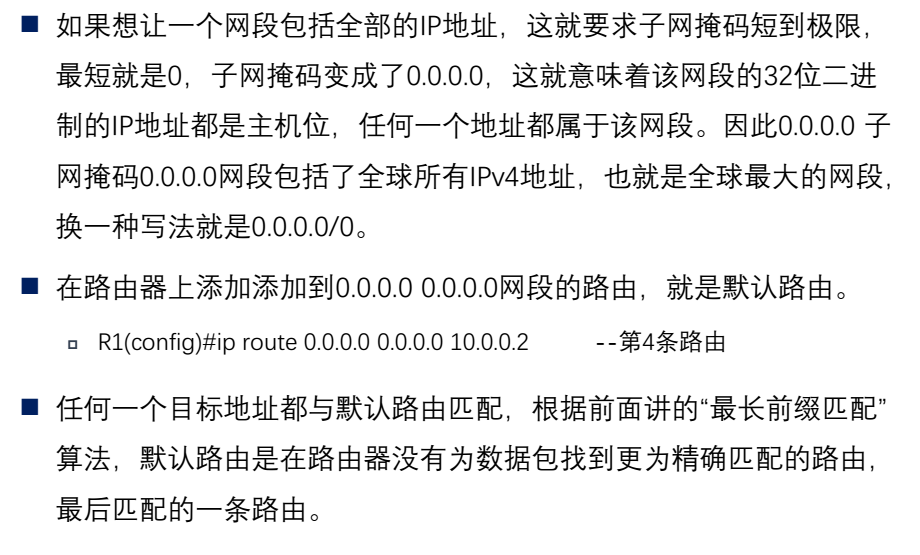 ■ 如果想让一个网段包括全部的IP地址，这就要求子网掩码短到极限，
最短就是0，子网掩码变成了0.0.0.0，这就意味着该网段的32位二进
制的IP地址都是主机位，任何一个地址都属于该网段。因此0.0.0.0 子
网掩码0.0.0.0网段包括了全球所有IPv4地址，也就是全球最大的网段，
换一种写法就是0.0.0.0/0。
■ 在路由器上添加添加到0.0.0.0 0.0.0.0网段的路由，就是默认路由。
▫ R1(config)#ip route 0.0.0.0 0.0.0.0 10.0.0.2 --第4条路由
■ 任何一个目标地址都与默认路由匹配，根据前面讲的“最长前缀匹配”
算法，默认路由是在路由器没有为数据包找到更为精确匹配的路由，
最后匹配的一条路由。